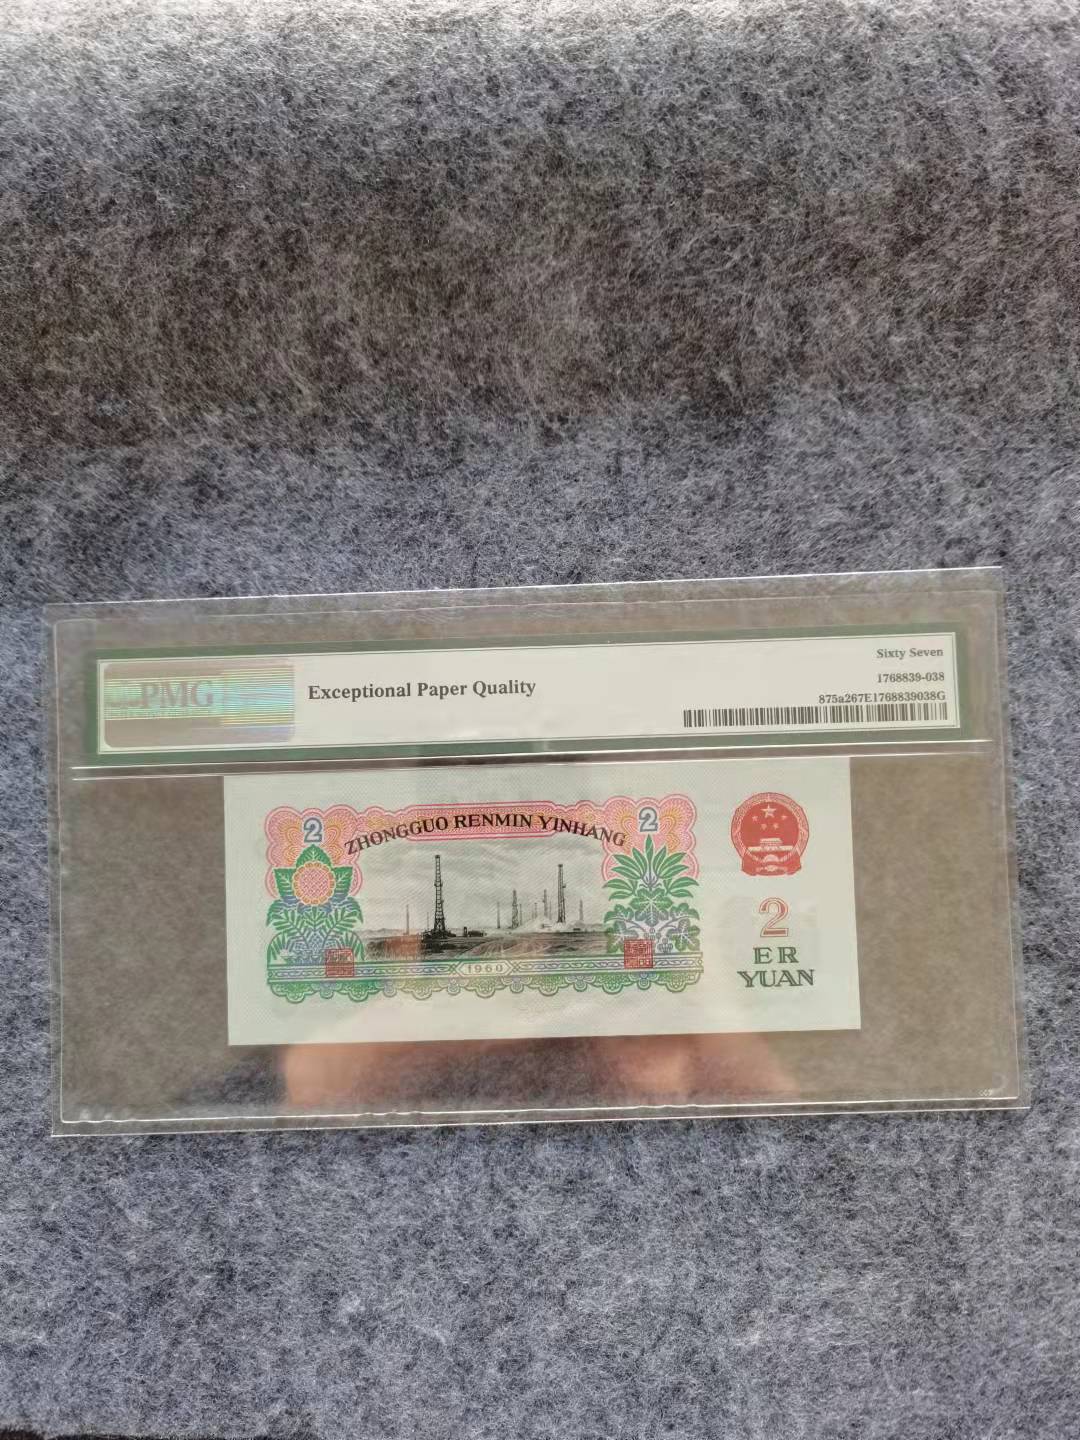 PMG
Exceptional Paper Quality
Sixty Seven
1768839-038
875a267E1768839038G
2
ZHONGGUO RENMIN YINHANG
2
1960
2
ER
YUAN